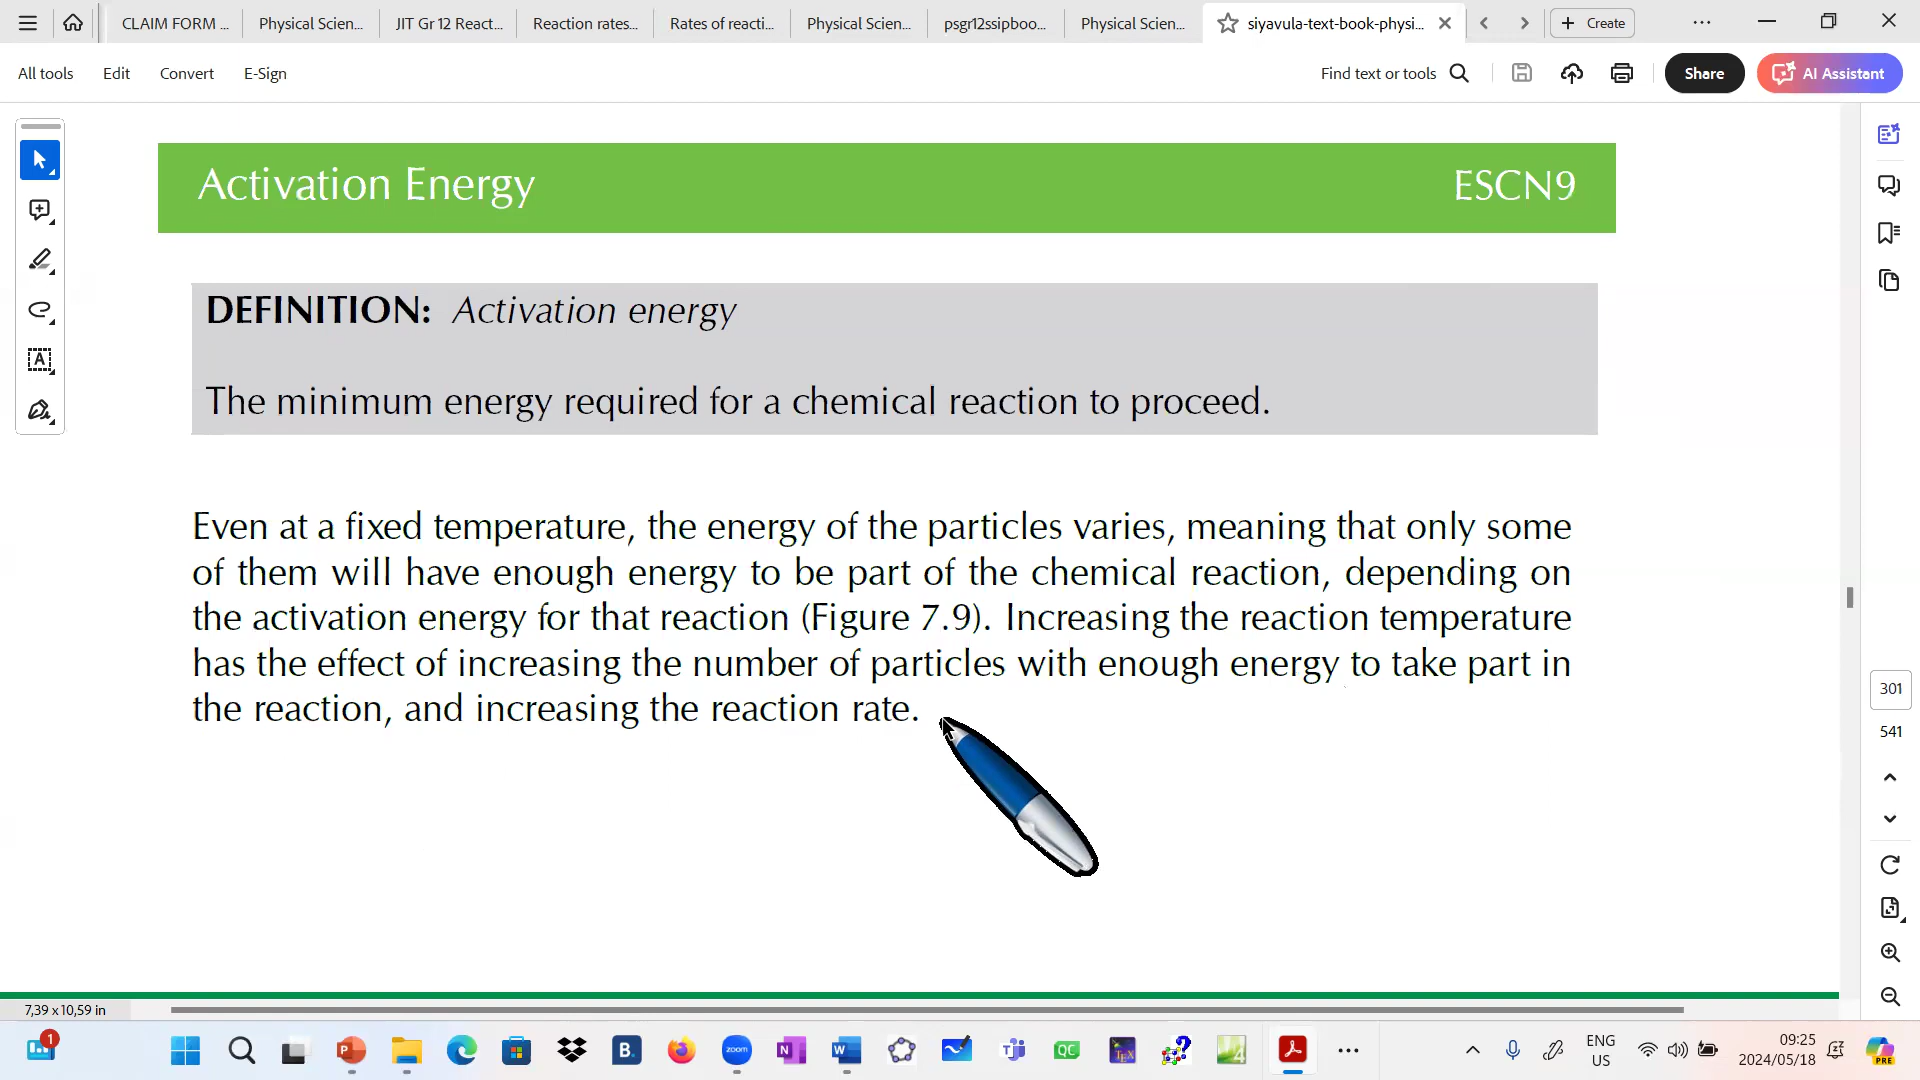 CLAIM FORM ...
Physical Scien...
JIT Gr 12 React...
Reaction rates...
Rates of reacti...
Physical Scien...
psgr12ssipboo...
Physical Scien...
siyavula-text-book-physi...
Create
All tools
Edit
Convert
E-Sign
Find text or tools
Share
AI Assistant
Activation Energy ESCN9
DEFINITION: Activation energy
The minimum energy required for a chemical reaction to proceed.
Even at a fixed temperature, the energy of the particles varies, meaning that only some
of them will have enough energy to be part of the chemical reaction, depending on
the activation energy for that reaction (Figure 7.9). Increasing the reaction temperature
has the effect of increasing the number of particles with enough energy to take part in
the reaction, and increasing the reaction rate.
301
541
7,39 x 10,59 in
1
P
B.
zoom
N
W
T
QC
TEX
?
4
ENG
US
09:25
2024/05/18
PRE